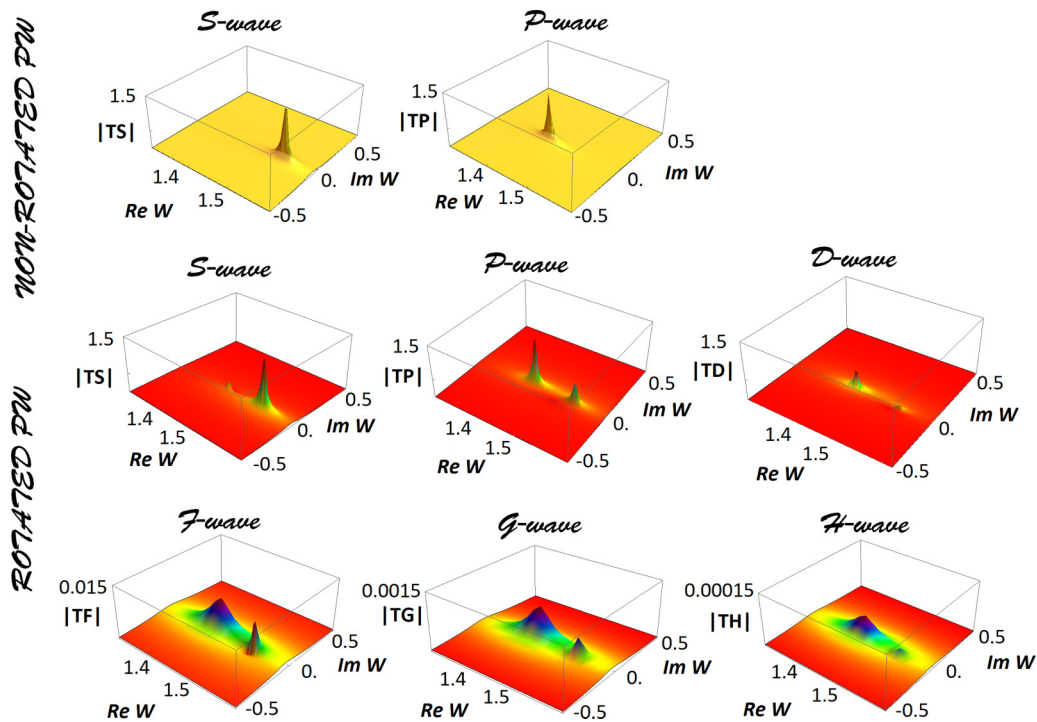 NON-ROTATED PW
S-wave
P-wave
1.5
|TS|
1.4
1.5
Re W
0.5
0.
-0.5
Im W
1.5
|TP|
1.4
1.5
Re W
0.5
0.
-0.5
Im W
ROTATED PW
S-wave
P-wave
D-wave
1.5
|TS|
1.4
1.5
Re W
0.5
0.
-0.5
Im W
1.5
|TP|
1.4
1.5
Re W
0.5
0.
-0.5
Im W
1.5
|TD|
1.4
1.5
Re W
0.5
0.
-0.5
Im W
F-wave
G-wave
H-wave
0.015
|TF|
1.4
1.5
Re W
0.5
0.
-0.5
Im W
0.0015
|TG|
1.4
1.5
Re W
0.5
0.
-0.5
Im W
0.00015
|TH|
1.4
1.5
Re W
0.5
0.
-0.5
Im W